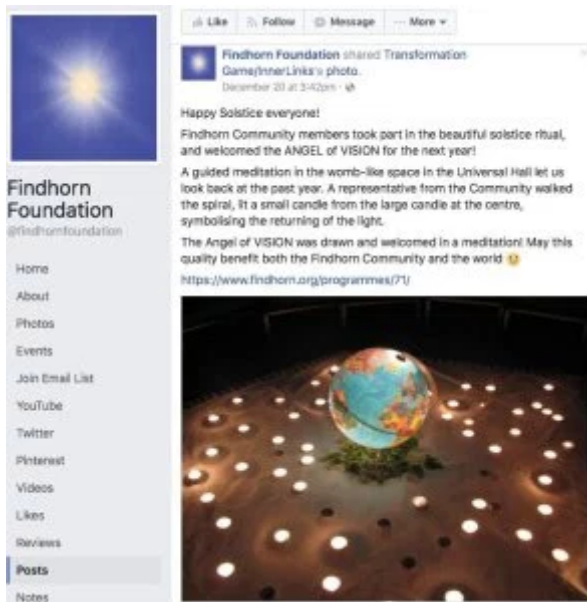 Like Follow Message More
Findhorn Foundation shared Transformation
Game/InnerLinks's photo.
December 20 at 3:42pm
Happy Solstice everyone!
Findhorn Community members took part in the beautiful solstice ritual,
and welcomed the ANGEL of VISION for the next year!
A guided meditation in the womb-like space in the Universal Hall let us
look back at the past year. A representative from the Community walked
the spiral, lit a small candle from the large candle at the centre,
symbolising the returning of the light.
The Angel of VISION was drawn and welcomed in a meditation! May this
quality benefit both the Findhorn Community and the world
https://www.findhorn.org/programmes/71/
Findhorn
Foundation
@findhornfoundation
Home
About
Photos
Events
Join Email List
YouTube
Twitter
Pinterest
Videos
Likes
Reviews
Posts
Notes